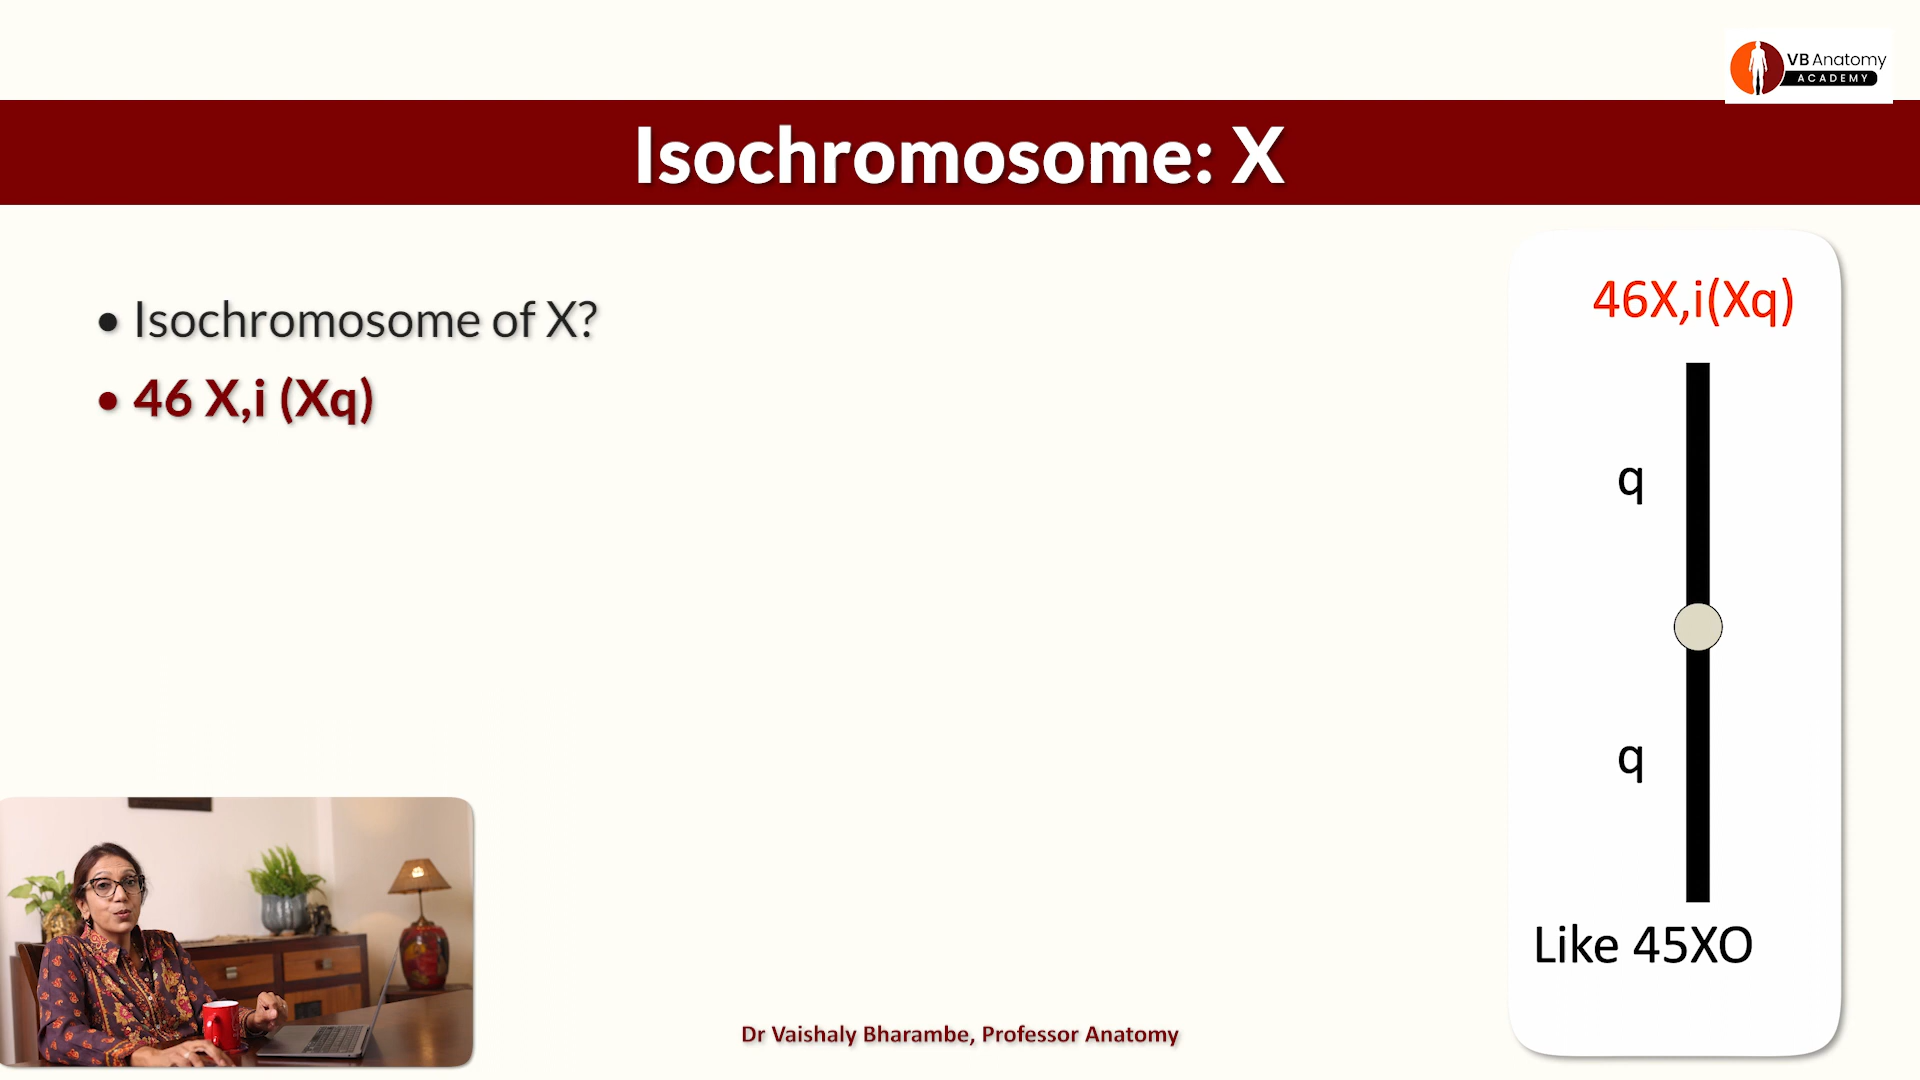 VB Anatomy
ACADEMY
Isochromosome: X
• Isochromosome of X?
• 46 X,i (Xq)
46X,i(Xq)
q
q
Like 45XO
Dr Vaishaly Bharambe, Professor Anatomy